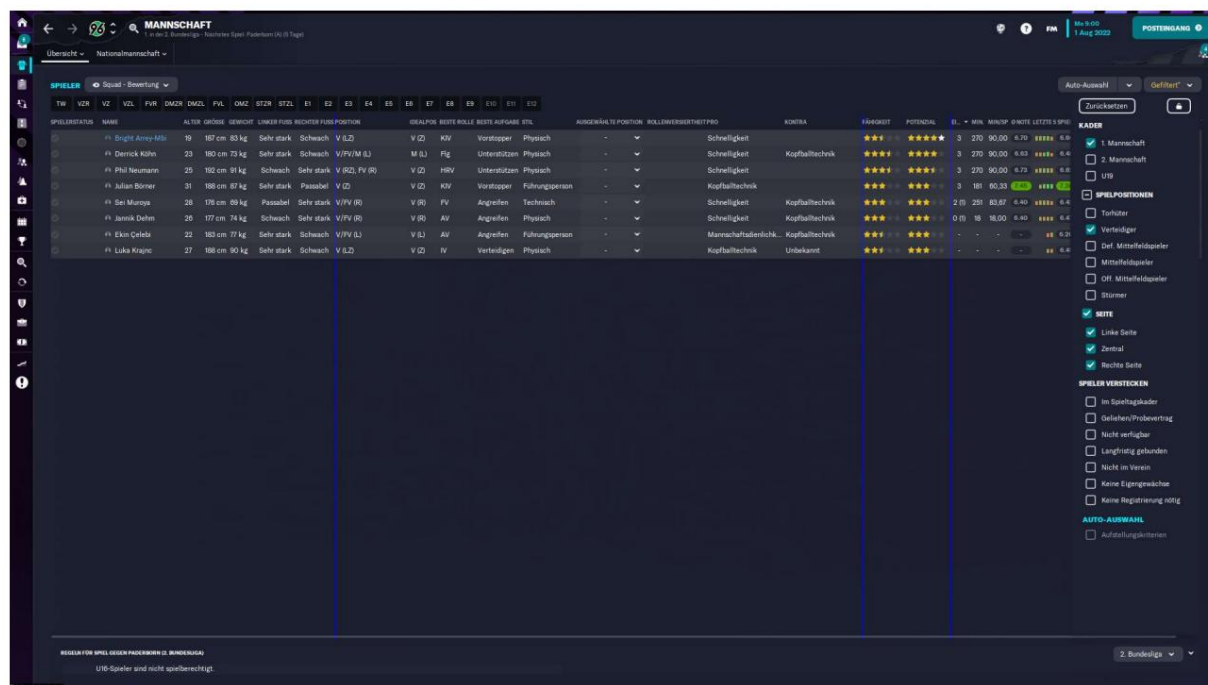 MANNSCHAFT
1. in der 2. Bundesliga - Nächstes Spiel: Paderborn (A) (5 Tage)
FM
Mo 9:00
1 Aug 2022
POSTEINGANG
Übersicht Nationalmannschaft
SPIELER Squad - Bewertung
Auto-Auswahl Gefiltert*
TW VZR VZ VZL FVR DMZR DMZL FVL OMZ STZR STZL E1 E2 E3 E4 E5 E6 E7 E8 E9 E10 E11 E12
Zurücksetzen
SPIELERSTATUS NAME ALTER GRÖSSE GEWICHT LINKER FUSS RECHTER FUSS POSITION IDEALPOS BESTE ROLLE BESTE AUFGABE STIL AUSGEWÄHLTE POSITION ROLLENVERSIERTHEIT PRO KONTRA FÄHIGKEIT POTENZIAL EI... MIN. MIN/SP Ø-NOTE LETZTE 5 SPIE
Bright Arrey-Mbi 19 187 cm 83 kg Sehr stark Schwach V (LZ) V (Z) KIV Vorstopper Physisch - Schnelligkeit 3 270 90,00 6.70
Derrick Köhn 23 180 cm 73 kg Sehr stark Schwach V/FV/M (L) M (L) Flg Unterstützen Physisch - Schnelligkeit Kopfballtechnik 3 270 90,00 6.63
Phil Neumann 25 192 cm 91 kg Schwach Sehr stark V (RZ), FV (R) V (Z) HRV Unterstützen Physisch - Schnelligkeit 3 270 90,00 6.73
Julian Börner 31 188 cm 87 kg Sehr stark Passabel V (Z) V (Z) KIV Vorstopper Führungsperson - Kopfballtechnik 3 181 60,33
Sei Muroya 28 176 cm 69 kg Passabel Sehr stark V/FV (R) V (R) FV Angreifen Technisch - Schnelligkeit Kopfballtechnik 2 (1) 251 83,67 6.40
Jannik Dehm 26 177 cm 74 kg Schwach Sehr stark V/FV (R) V (R) AV Angreifen Physisch - Schnelligkeit Kopfballtechnik 0 (1) 18 18,00 6.40
Ekin Çelebi 22 183 cm 77 kg Sehr stark Schwach V/FV (L) V (L) AV Angreifen Führungsperson - Mannschaftsdienlichk... Kopfballtechnik - - - -
Luka Krajnc 27 188 cm 90 kg Sehr stark Schwach V (LZ) V (Z) IV Verteidigen Physisch - Kopfballtechnik Unbekannt - - - -
KADER
1. Mannschaft
2. Mannschaft
U19
SPIELPOSITIONEN
Torhüter
Verteidiger
Def. Mittelfeldspieler
Mittelfeldspieler
Off. Mittelfeldspieler
Stürmer
SEITE
Linke Seite
Zentral
Rechte Seite
SPIELER VERSTECKEN
Im Spieltagskader
Geliehen/Probevertrag
Nicht verfügbar
Langfristig gebunden
Nicht im Verein
Keine Eigengewächse
Keine Registrierung nötig
AUTO-AUSWAHL
Aufstellungskriterien
REGELN FÜR SPIEL GEGEN PADERBORN (2. BUNDESLIGA)
2. Bundesliga
U16-Spieler sind nicht spielberechtigt.